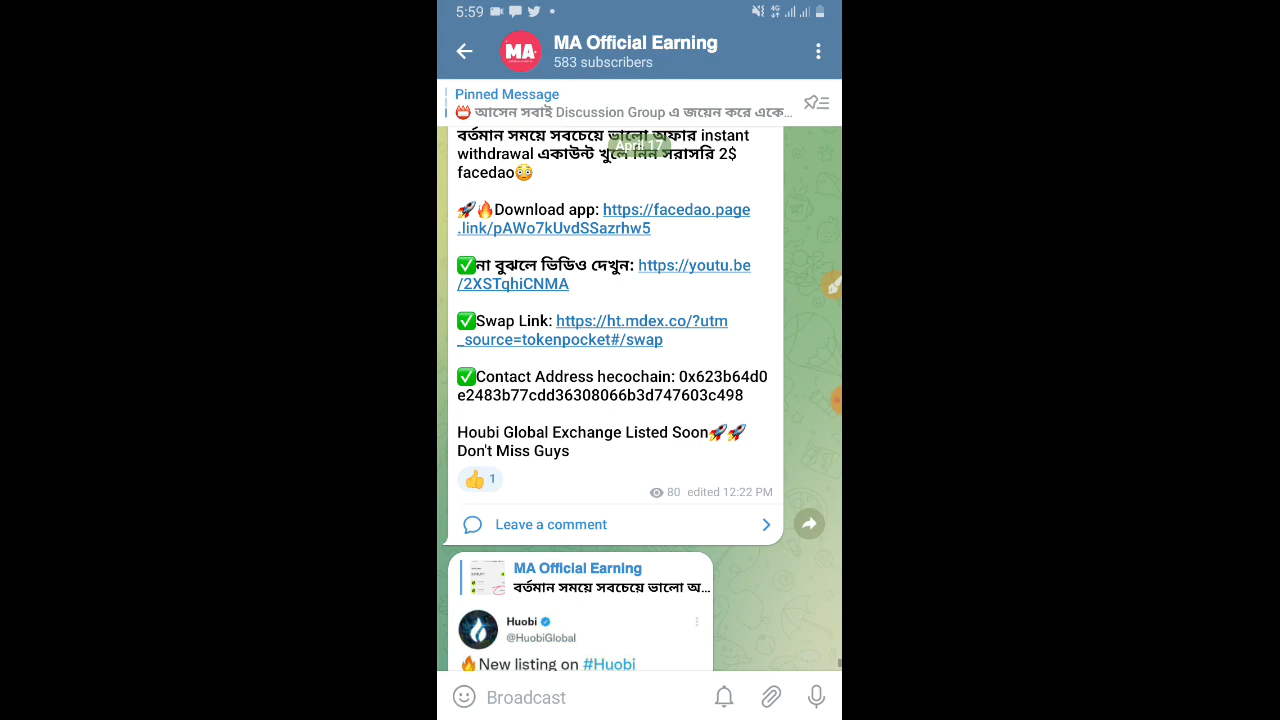 5:59
4G
MA
MA Official Earning
583 subscribers
Pinned Message
📛 আসেন সবাই Discussion Group এ জয়েন করে একে...
বর্তমান সময়ে সবচেয়ে ভালো অফার instant
April 17
withdrawal একাউন্ট খুলে নিন সরাসরি 2$
facedao😳
🚀🔥Download app: https://facedao.page
.link/pAWo7kUvdSSazrhw5
✅না বুঝলে ভিডিও দেখুন: https://youtu.be
/2XSTqhiCNMA
✅Swap Link: https://ht.mdex.co/?utm
_source=tokenpocket#/swap
✅Contact Address hecochain: 0x623b64d0
e2483b77cdd36308066b3d747603c498
Houbi Global Exchange Listed Soon🚀🚀
Don't Miss Guys
👍 1
80 edited 12:22 PM
Leave a comment
MA Official Earning
বর্তমান সময়ে সবচেয়ে ভালো অ...
Huobi
@HuobiGlobal
🔥New listing on #Huobi
Broadcast